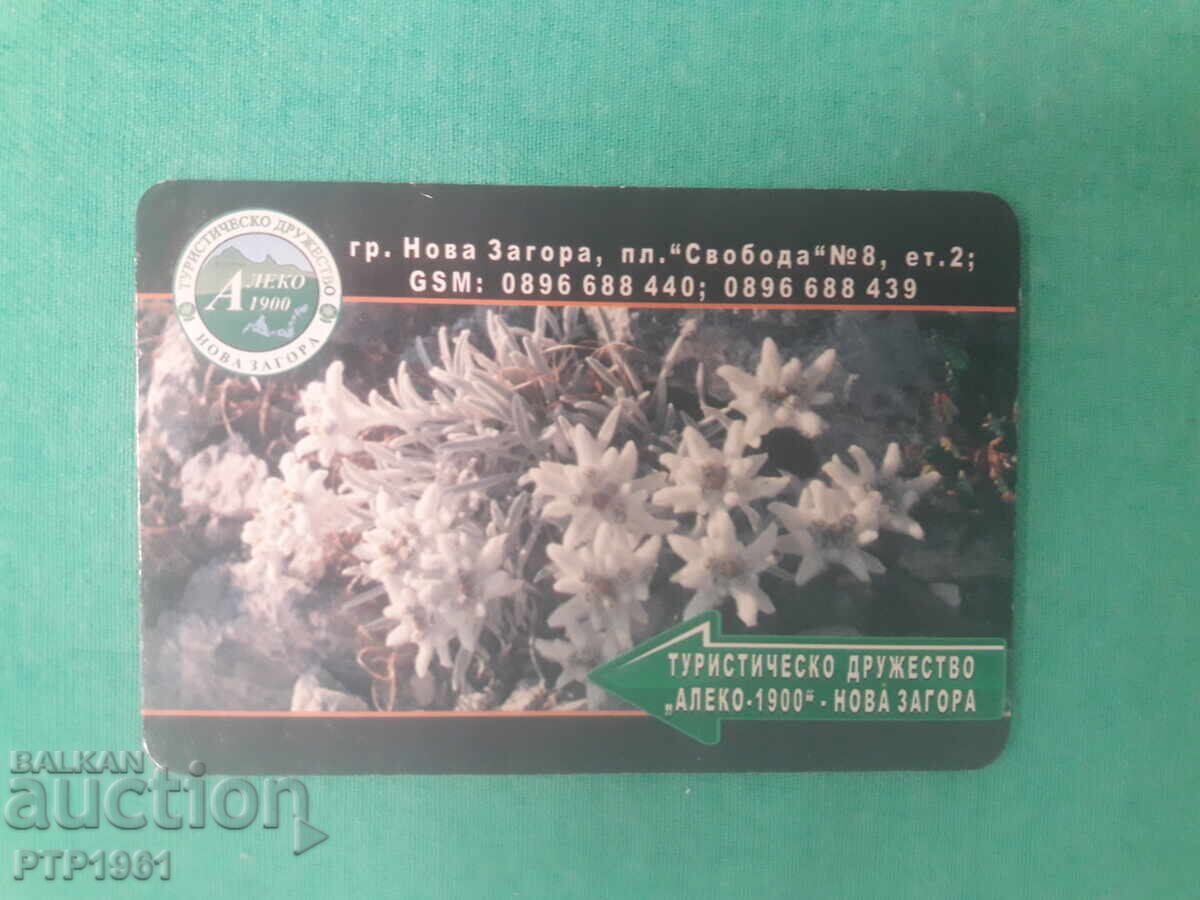 ТУРИСТИЧЕСКО ДРУЖЕСТВО
АЛЕКО
1900
НОВА ЗАГОРА
гр. Нова Загора, пл.“Свобода“№8, ет.2;
GSM: 0896 688 440; 0896 688 439
ТУРИСТИЧЕСКО ДРУЖЕСТВО
„АЛЕКО-1900“ - НОВА ЗАГОРА
BALKAN
auction
PTP1961